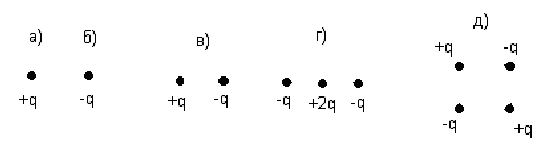 а) б) в) г) д)
+q -q
+q -q
-q +2q -q
+q -q
-q +q